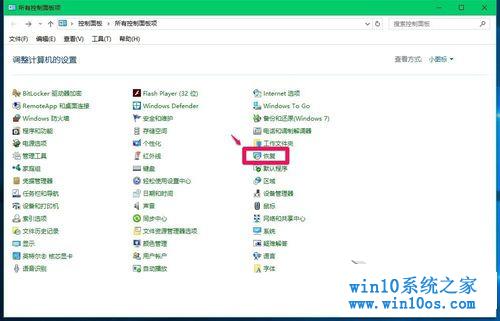 所有控制面板项
控制面板 › 所有控制面板项
搜索控制面板
文件(F) 编辑(E) 查看(V) 工具(T) 帮助(H)
调整计算机的设置
查看方式: 小图标
BitLocker 驱动器加密
Flash Player (32 位)
Internet 选项
RemoteApp 和桌面连接
Windows Defender
Windows To Go
Windows 防火墙
安全和维护
备份和还原(Windows 7)
程序和功能
存储空间
电话和调制解调器
电源选项
个性化
工作文件夹
管理工具
红外线
恢复
家庭组
键盘
默认程序
凭据管理器
轻松使用设置中心
区域
任务栏和导航
日期和时间
设备管理器
设备和打印机
声音
鼠标
索引选项
同步中心
网络和共享中心
文件历史记录
文件资源管理器选项
系统
显示
颜色管理
疑难解答
英特尔® 核芯显卡
用户帐户
邮件
语音识别
自动播放
字体
win10系统之家
www.win10os.com